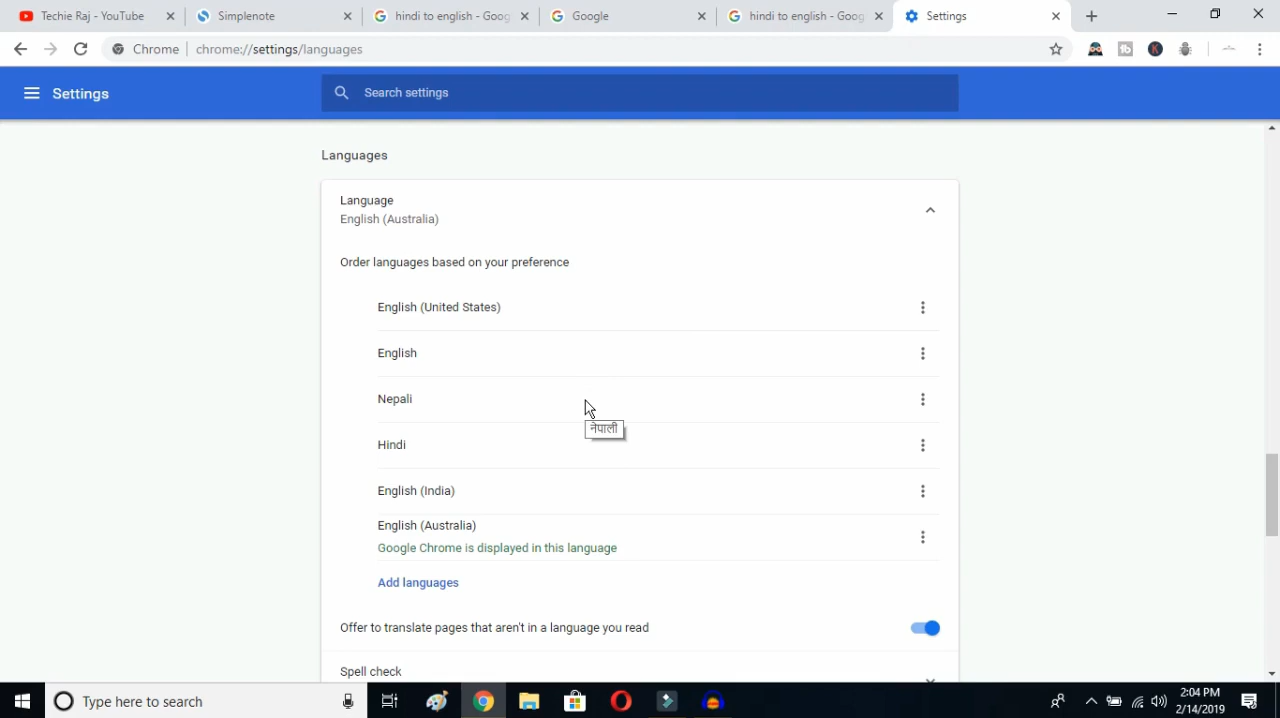 Techie Raj - YouTube
Simplenote
hindi to english - Goog
Google
hindi to english - Goog
Settings
Chrome
chrome://settings/languages
Settings
Search settings
Languages
Language
English (Australia)
Order languages based on your preference
English (United States)
English
Nepali
नेपाली
Hindi
English (India)
English (Australia)
Google Chrome is displayed in this language
Add languages
Offer to translate pages that aren't in a language you read
Spell check
Type here to search
2:04 PM
2/14/2019